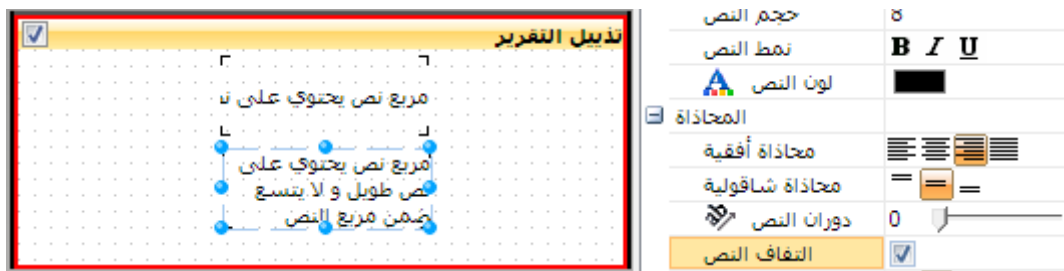 تذييل التقرير
مربع نص يحتوي على
مربع نص يحتوي على
نص طويل و لا يتسع
ضمن مربع النص
حجم النص 8
نمط النص B I U
لون النص
المحاذاة
محاذاة أفقية
محاذاة شاقولية
دوران النص 0
التفاف النص